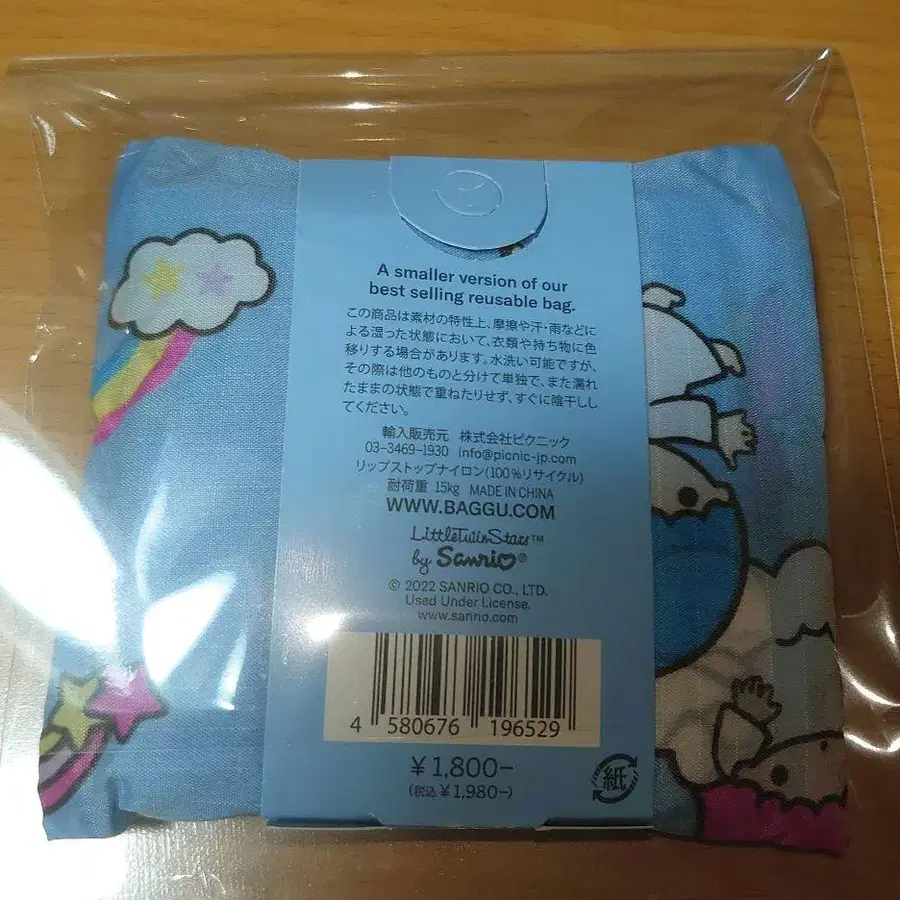 A smaller version of our
best selling reusable bag.
この商品は素材の特性上、摩擦や汗・雨などに
よる湿った状態において、衣類や持ち物に色
移りする場合があります。水洗い可能ですが、
その際は他のものと分けて単独で、また濡れ
たままの状態で重ねたりせず、すぐに陰干しし
てください。
輸入販売元 株式会社ピクニック
03-3469-1930 info@picnic-jp.com
リップストップナイロン(100%リサイクル)
耐荷重 15kg MADE IN CHINA
WWW.BAGGU.COM
LittleTwinStars™
by Sanrio®
© 2022 SANRIO CO., LTD.
Used Under License.
www.sanrio.com
4 580676 196529
¥1,800-
(税込¥1,980-)
紙